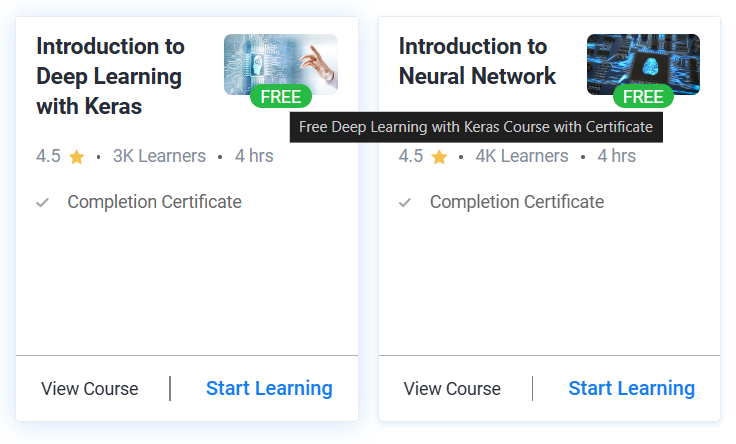 Introduction to
Deep Learning
with Keras
FREE
4.5 • 3K Learners • 4 hrs
Completion Certificate
View Course | Start Learning
Introduction to
Neural Network
FREE
Free Deep Learning with Keras Course with Certificate
4.5 • 4K Learners • 4 hrs
Completion Certificate
View Course | Start Learning